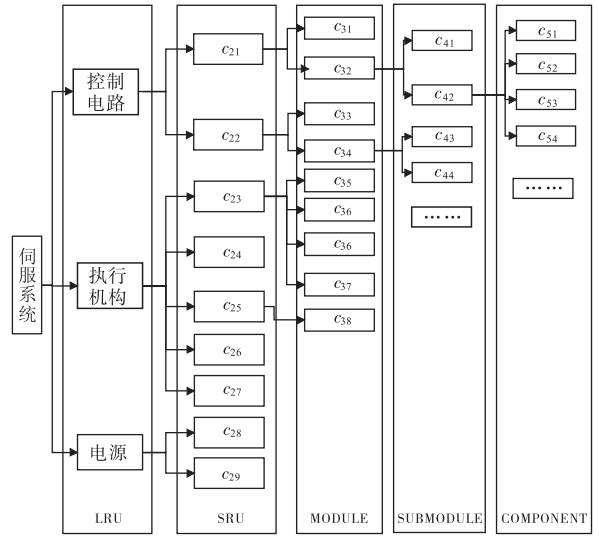 伺服系统
控制
电路
执行
机构
电源
LRU
c21
c22
c23
c24
c25
c26
c27
c28
c29
SRU
c31
c32
c33
c34
c35
c36
c36
c37
c38
MODULE
c41
c42
c43
c44
……
SUBMODULE
c51
c52
c53
c54
……
COMPONENT